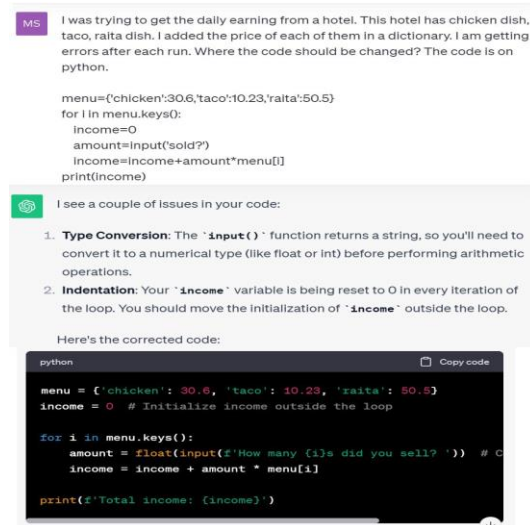 MS
I was trying to get the daily earning from a hotel. This hotel has chicken dish,
taco, raita dish. I added the price of each of them in a dictionary. I am getting
errors after each run. Where the code should be changed? The code is on
python.
menu={'chicken':30.6,'taco':10.23,'raita':50.5}
for i in menu.keys():
income=0
amount=input('sold?')
income=income+amount*menu[i]
print(income)
I see a couple of issues in your code:
1. Type Conversion: The `input()` function returns a string, so you'll need to
convert it to a numerical type (like float or int) before performing arithmetic
operations.
2. Indentation: Your `income` variable is being reset to 0 in every iteration of
the loop. You should move the initialization of `income` outside the loop.
Here's the corrected code:
python Copy code
menu = {'chicken': 30.6, 'taco': 10.23, 'raita': 50.5}
income = 0 # Initialize income outside the loop
for i in menu.keys():
amount = float(input(f'How many {i}s did you sell? ')) # C
income = income + amount * menu[i]
print(f'Total income: {income}')